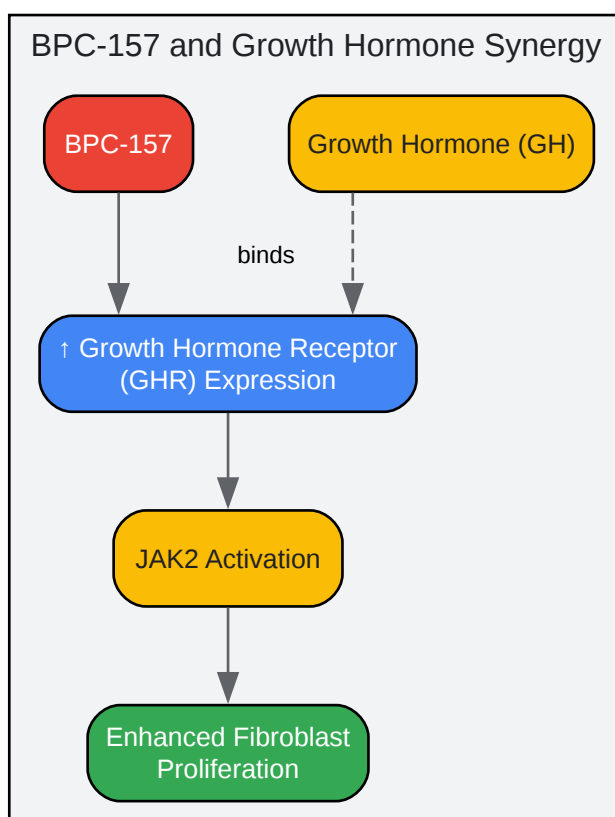 BPC-157 and Growth Hormone Synergy
BPC-157
Growth Hormone (GH)
binds
↑ Growth Hormone Receptor
(GHR) Expression
JAK2 Activation
Enhanced Fibroblast
Proliferation